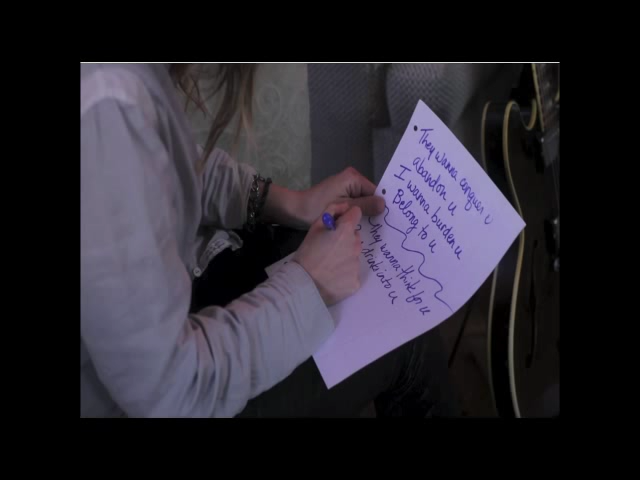 They wanna conquer u
abandon u
I wanna burden u
Belong to u
They wanna think for u
drink into u